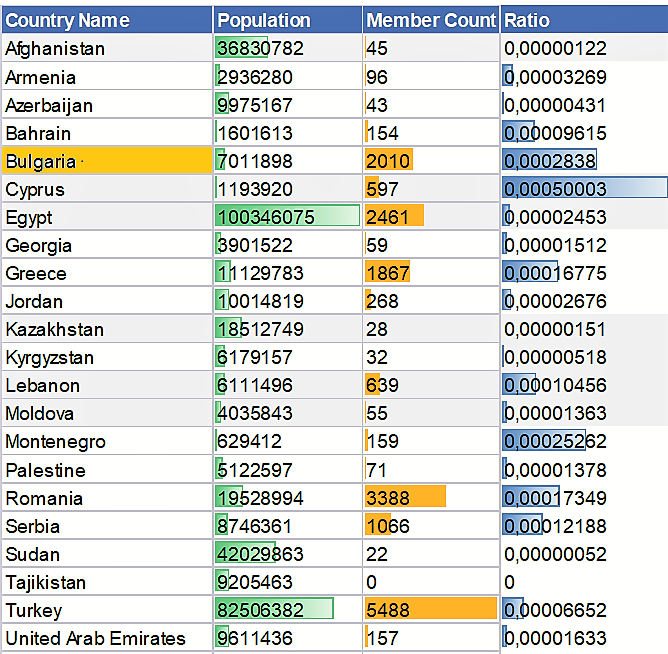 Country Name Population Member Count Ratio
Afghanistan 36830782 45 0,00000122
Armenia 2936280 96 0,00003269
Azerbaijan 9975167 43 0,00000431
Bahrain 1601613 154 0,00009615
Bulgaria · 7011898 2010 0,0002838
Cyprus 1193920 597 0,00050003
Egypt 100346075 2461 0,00002453
Georgia 3901522 59 0,00001512
Greece 11129783 1867 0,00016775
Jordan 10014819 268 0,00002676
Kazakhstan 18512749 28 0,00000151
Kyrgyzstan 6179157 32 0,00000518
Lebanon 6111496 639 0,00010456
Moldova 4035843 55 0,00001363
Montenegro 629412 159 0,00025262
Palestine 5122597 71 0,00001378
Romania 19528994 3388 0,00017349
Serbia 8746361 1066 0,00012188
Sudan 42029863 22 0,00000052
Tajikistan 9205463 0 0
Turkey 82506382 5488 0,00006652
United Arab Emirates 9611436 157 0,00001633